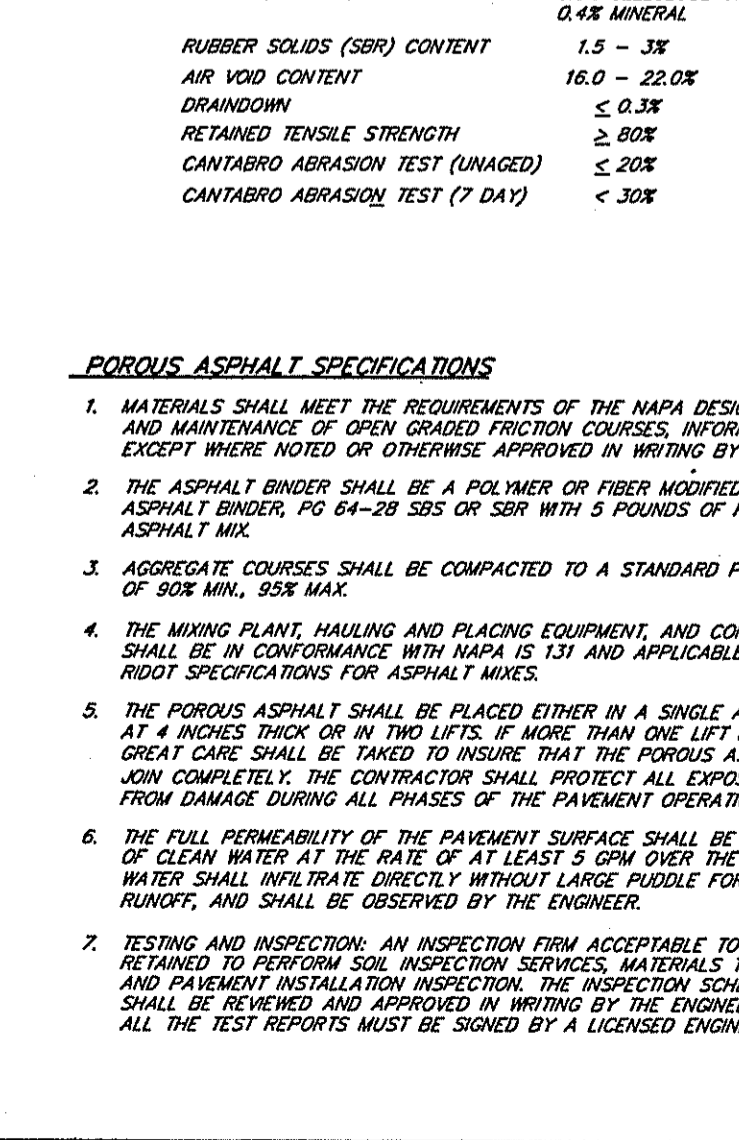 0.4% MINERAL
RUBBER SOLIDS (SBR) CONTENT 1.5 – 3%
AIR VOID CONTENT 16.0 – 22.0%
DRAINDOWN ≤ 0.3%
RETAINED TENSILE STRENGTH ≥ 80%
CANTABRO ABRASION TEST (UNAGED) ≤ 20%
CANTABRO ABRASION TEST (7 DAY) < 30%
POROUS ASPHALT SPECIFICATIONS
1. MATERIALS SHALL MEET THE REQUIREMENTS OF THE NAPA
AND MAINTENANCE OF OPEN GRADED FRICTION COURSES,
EXCEPT WHERE NOTED OR OTHERWISE APPROVED IN WRITING BY
2. THE ASPHALT BINDER SHALL BE A POLYMER OR FIBER MODIFIED
ASPHALT BINDER, PG 64-28 SBS OR SBR WITH 5 POUNDS OF
ASPHALT MIX.
3. AGGREGATE COURSES SHALL BE COMPACTED TO A STANDARD
OF 90% MIN., 95% MAX.
4. THE MIXING PLANT, HAULING AND PLACING EQUIPMENT, AND
SHALL BE IN CONFORMANCE WITH NAPA IS 131 AND APPLICABLE
RIDOT SPECIFICATIONS FOR ASPHALT MIXES.
5. THE POROUS ASPHALT SHALL BE PLACED EITHER IN A SINGLE
AT 4 INCHES THICK OR IN TWO LIFTS. IF MORE THAN ONE LIFT
GREAT CARE SHALL BE TAKED TO INSURE THAT THE POROUS
JOIN COMPLETELY. THE CONTRACTOR SHALL PROTECT ALL
FROM DAMAGE DURING ALL PHASES OF THE PAVEMENT
6. THE FULL PERMEABILITY OF THE PAVEMENT SURFACE SHALL BE
OF CLEAN WATER AT THE RATE OF AT LEAST 5 GPM OVER THE
WATER SHALL INFILTRATE DIRECTLY WITHOUT LARGE PUDDLE
RUNOFF, AND SHALL BE OBSERVED BY THE ENGINEER.
7. TESTING AND INSPECTION: AN INSPECTION FIRM ACCEPTABLE TO
RETAINED TO PERFORM SOIL INSPECTION SERVICES, MATERIALS
AND PAVEMENT INSTALLATION INSPECTION. THE INSPECTION
SHALL BE REVIEWED AND APPROVED IN WRITING BY THE
ALL THE TEST REPORTS MUST BE SIGNED BY A LICENSED